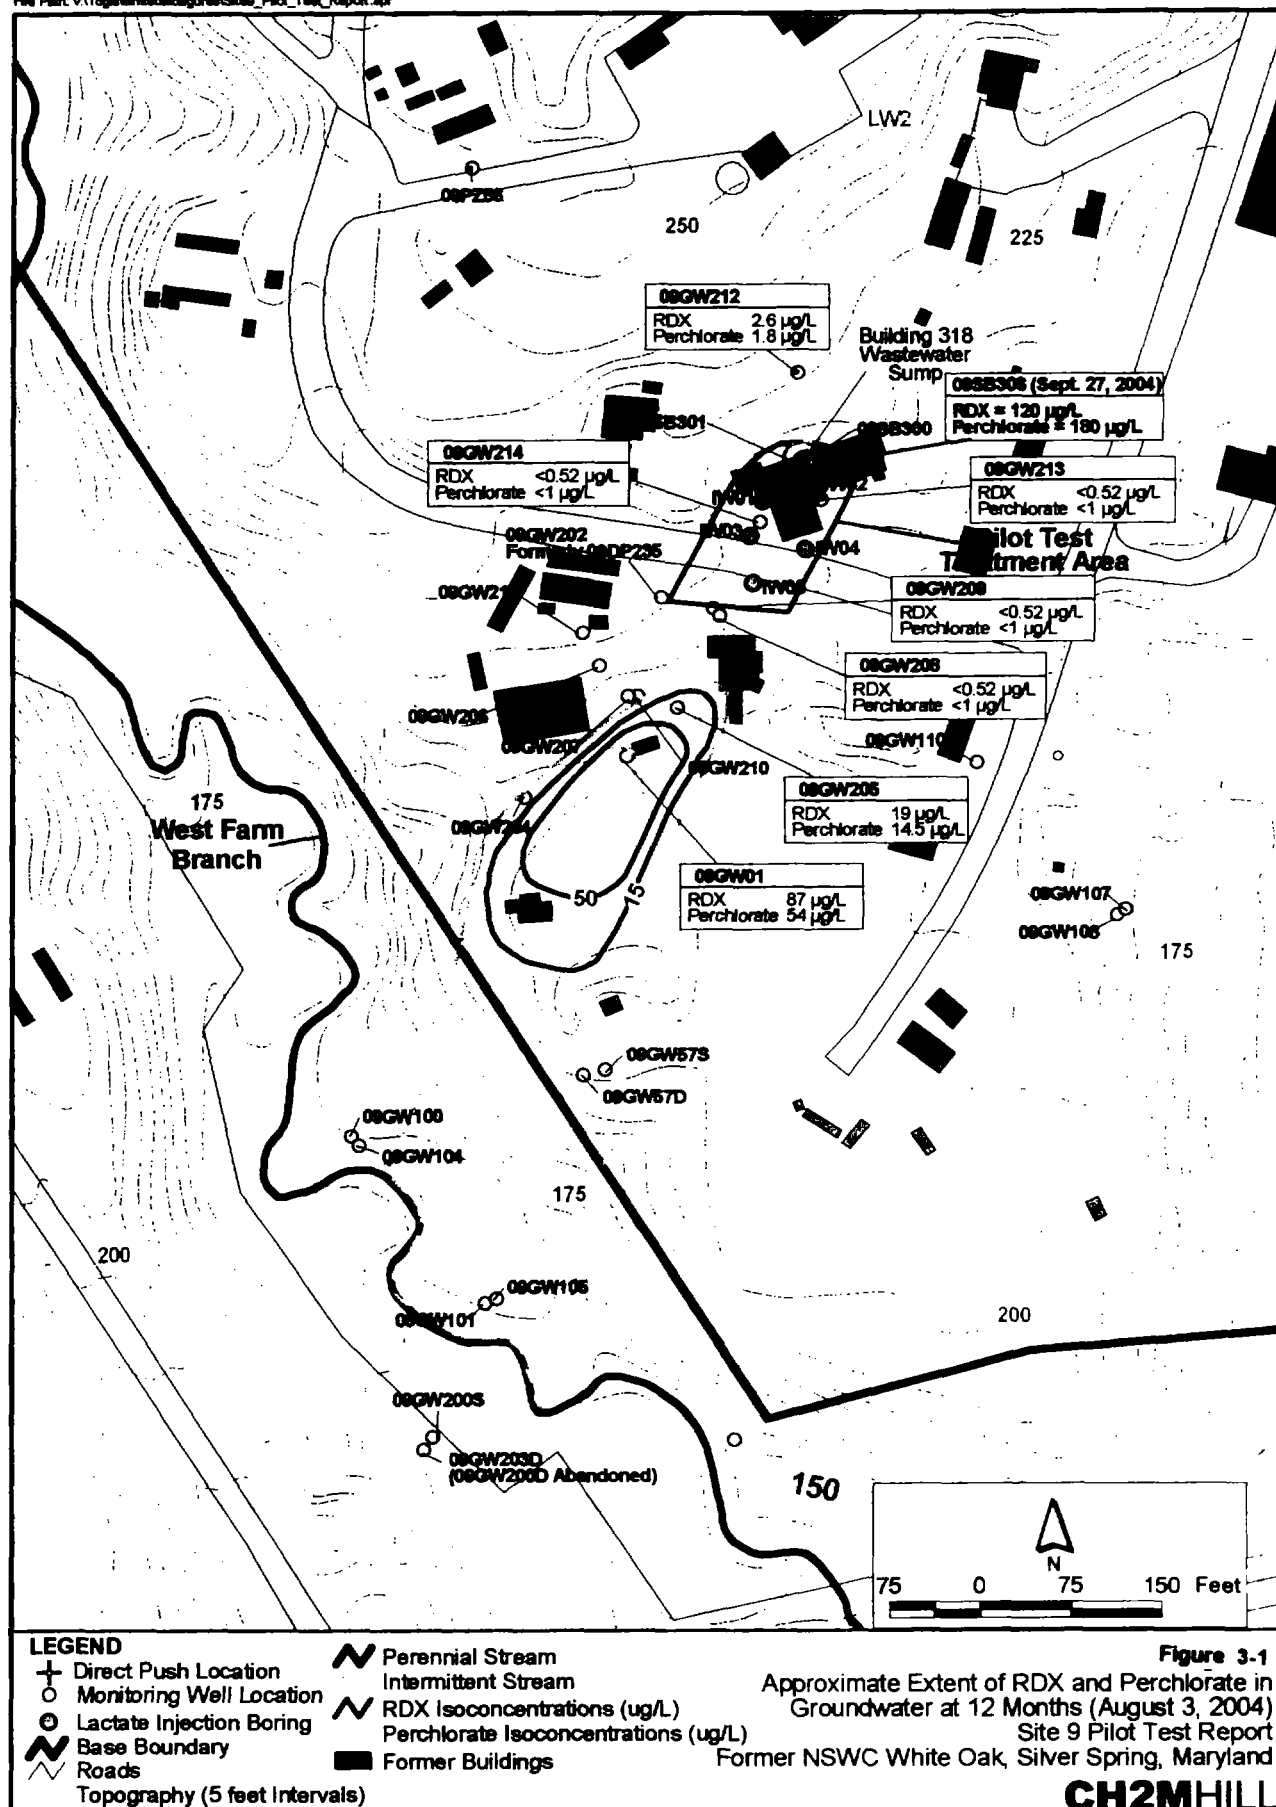 LW2
09PZ56
250
225
09GW212
RDX 2.6 µg/L
Perchlorate 1.8 µg/L
Building 318
Wastewater
Sump
09SB306 (Sept. 27, 2004)
RDX = 120 µg/L
Perchlorate = 180 µg/L
SB301
09SB300
09GW214
RDX <0.52 µg/L
Perchlorate <1 µg/L
09GW213
RDX <0.52 µg/L
Perchlorate <1 µg/L
IW01
IW03
IW04
09GW202
Pilot Test
Treatment Area
09GW209
RDX <0.52 µg/L
Perchlorate <1 µg/L
09GW208
RDX <0.52 µg/L
Perchlorate <1 µg/L
09GW206
09GW207
09GW110
09GW210
09GW205
RDX 19 µg/L
Perchlorate 14.5 µg/L
09GW204
175
West Farm
Branch
09GW01
RDX 87 µg/L
Perchlorate 54 µg/L
50
15
09GW107
09GW106
175
09GW57S
09GW57D
09GW100
09GW104
175
200
09GW105
09GW101
200
09GW200S
09GW203D
(09GW200D Abandoned)
150
N
75 0 75 150 Feet
LEGEND
Direct Push Location
Monitoring Well Location
Lactate Injection Boring
Base Boundary
Roads
Topography (5 feet Intervals)
Perennial Stream
Intermittent Stream
RDX Isoconcentrations (ug/L)
Perchlorate Isoconcentrations (ug/L)
Former Buildings
Figure 3-1
Approximate Extent of RDX and Perchlorate in
Groundwater at 12 Months (August 3, 2004)
Site 9 Pilot Test Report
Former NSWC White Oak, Silver Spring, Maryland
CH2MHILL